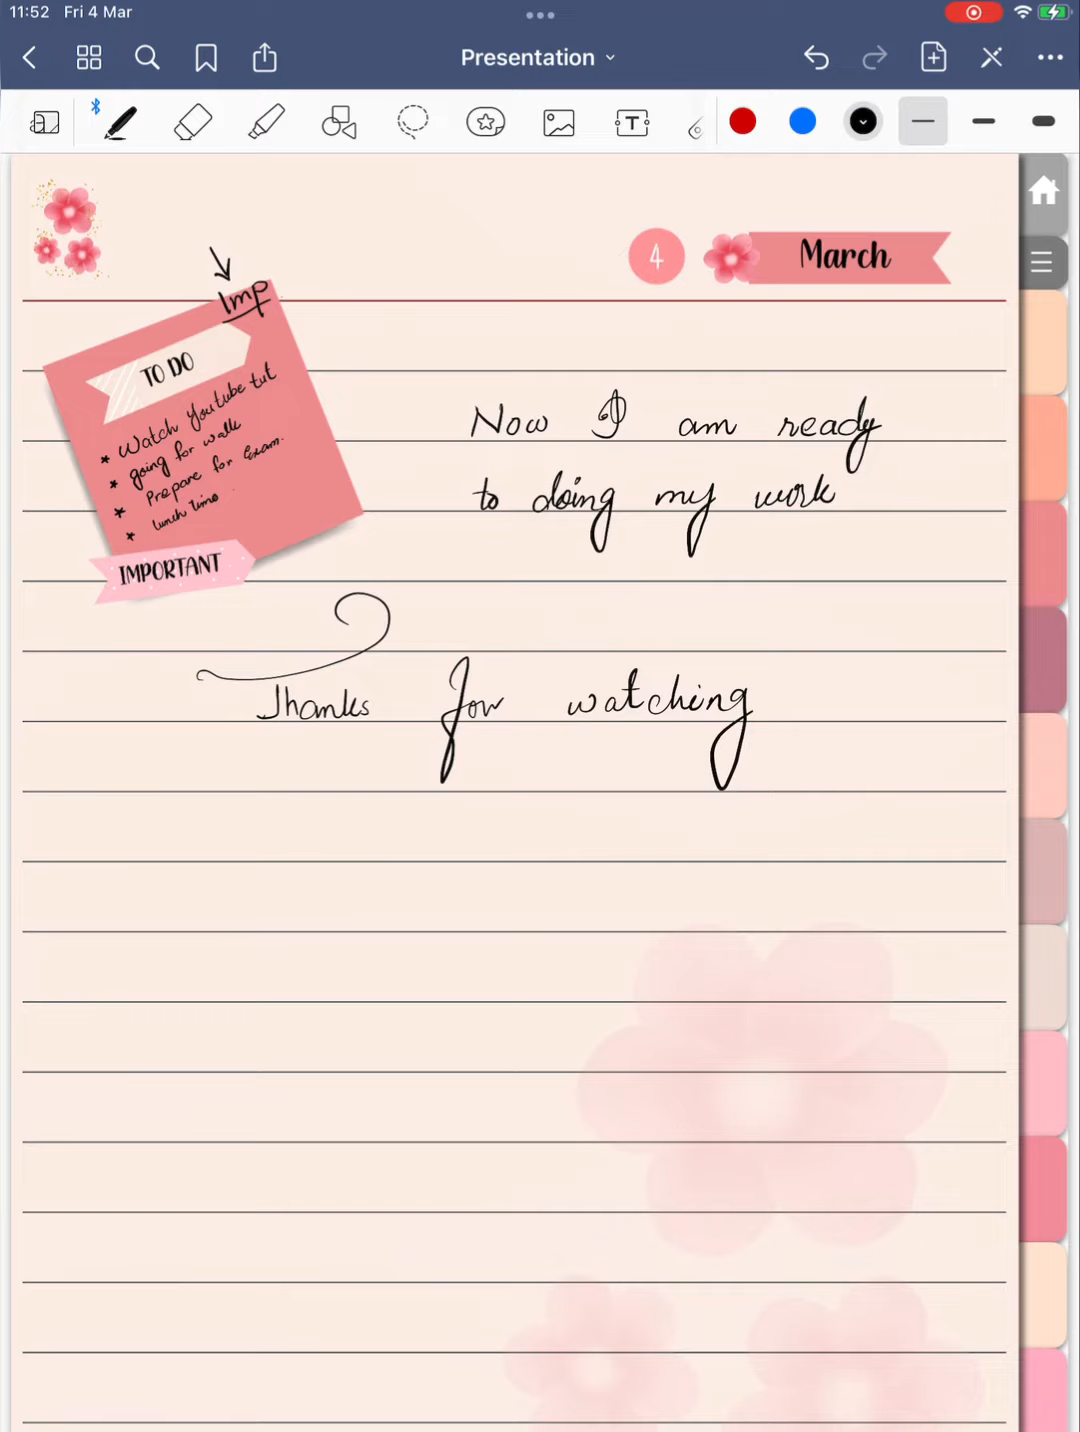 11:52 Fri 4 Mar
Presentation
T
4 March
Imp
TO DO
* Watch Youtube tut
* going for walk
* Prepare for Exam.
* lunch time
IMPORTANT
Now I am ready
to doing my work
Thanks for watching